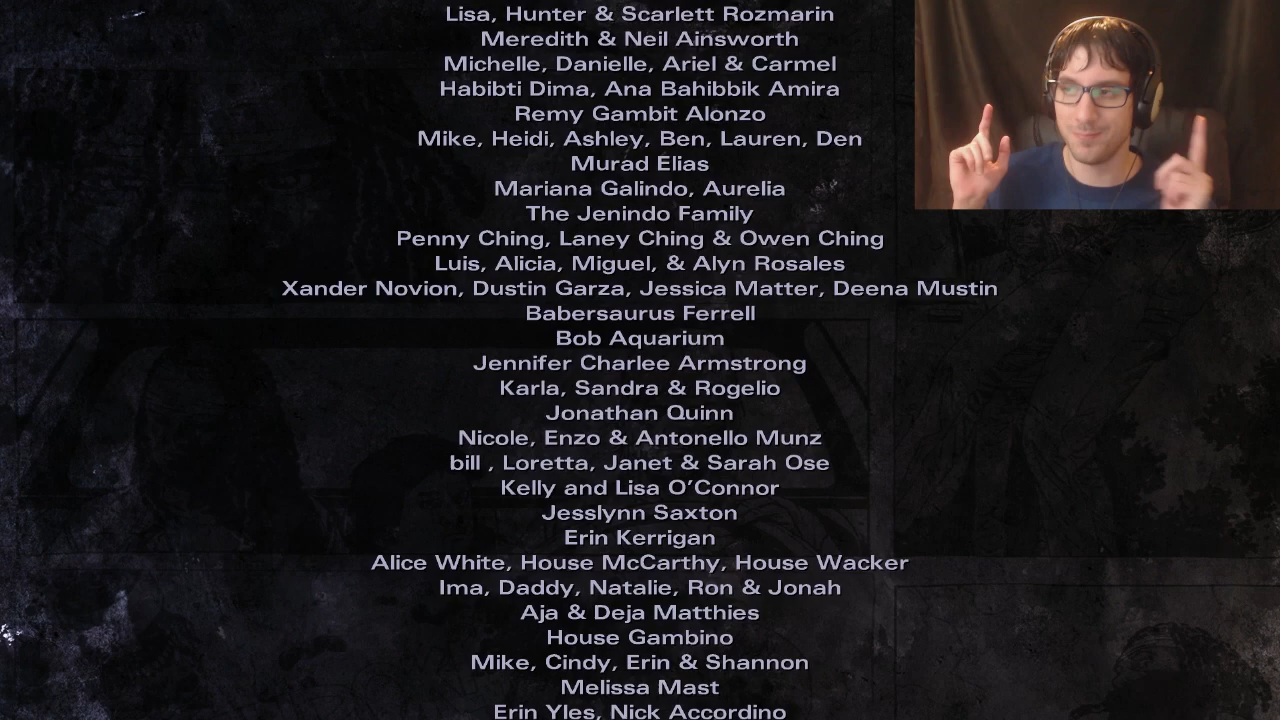 Lisa, Hunter & Scarlett Rozmarin
Meredith & Neil Ainsworth
Michelle, Danielle, Ariel & Carmel
Habibti Dima, Ana Bahibbik Amira
Remy Gambit Alonzo
Mike, Heidi, Ashley, Ben, Lauren, Den
Murad Elias
Mariana Galindo, Aurelia
The Jenindo Family
Penny Ching, Laney Ching & Owen Ching
Luis, Alicia, Miguel, & Alyn Rosales
Xander Novion, Dustin Garza, Jessica Matter, Deena Mustin
Babersaurus Ferrell
Bob Aquarium
Jennifer Charlee Armstrong
Karla, Sandra & Rogelio
Jonathan Quinn
Nicole, Enzo & Antonello Munz
bill , Loretta, Janet & Sarah Ose
Kelly and Lisa O’Connor
Jesslynn Saxton
Erin Kerrigan
Alice White, House McCarthy, House Wacker
Ima, Daddy, Natalie, Ron & Jonah
Aja & Deja Matthies
House Gambino
Mike, Cindy, Erin & Shannon
Melissa Mast
Erin Yles, Nick Accordino